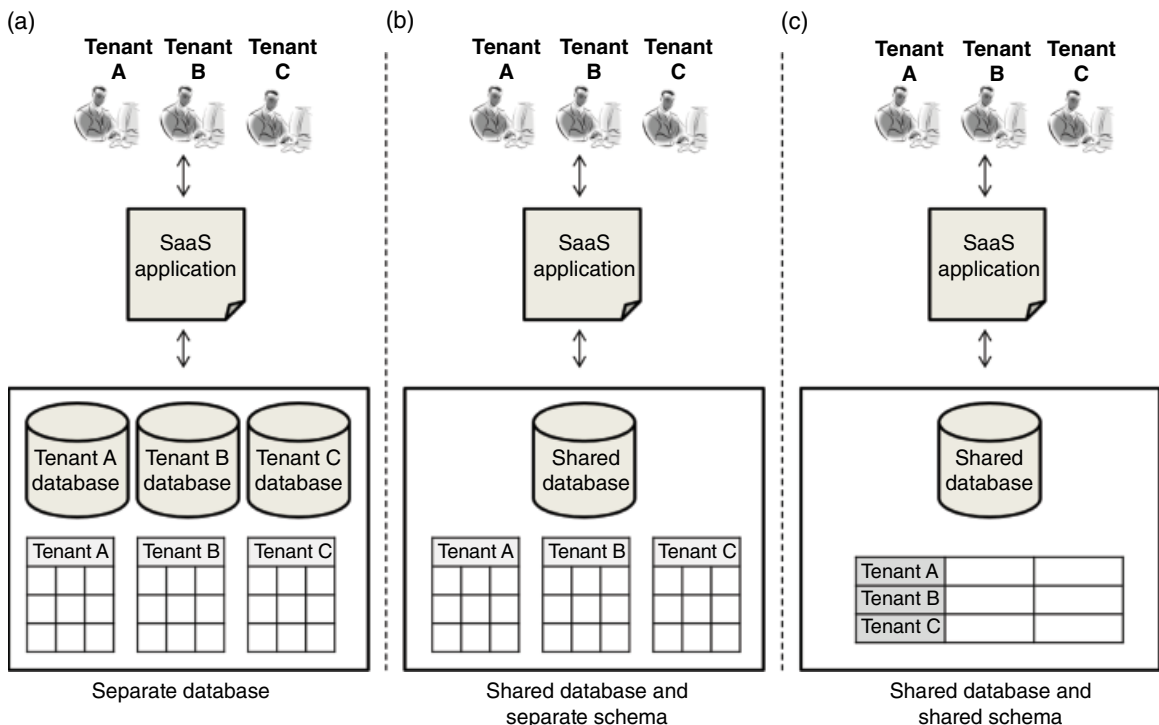 (a)
Tenant A
Tenant B
Tenant C
SaaS
application
Tenant A
database
Tenant B
database
Tenant C
database
Tenant A
Tenant B
Tenant C
Separate database
(b)
Tenant A
Tenant B
Tenant C
SaaS
application
Shared
database
Tenant A
Tenant B
Tenant C
Shared database and
separate schema
(c)
Tenant A
Tenant B
Tenant C
SaaS
application
Shared
database
Tenant A
Tenant B
Tenant C
Shared database and
shared schema